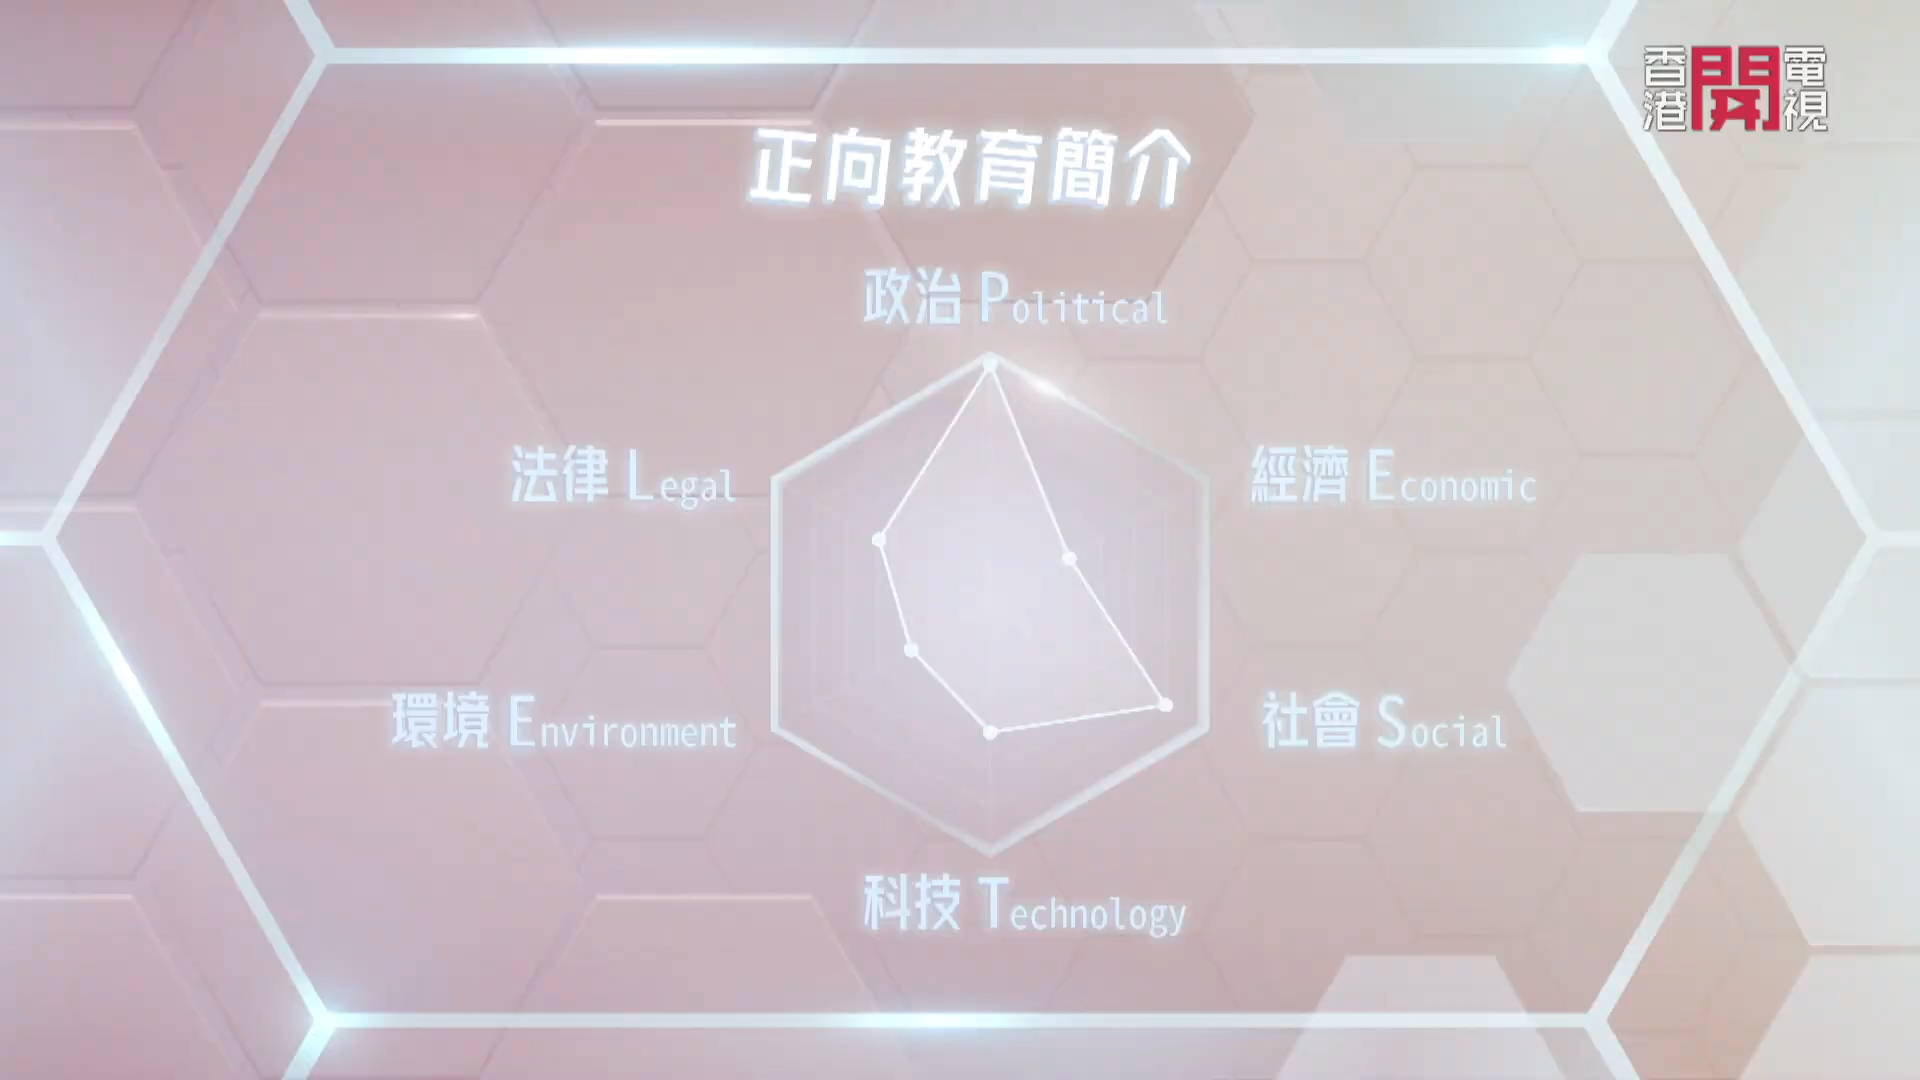 香港開電視
正向教育簡介
政治 Political
法律 Legal
經濟 Economic
環境 Environment
社會 Social
科技 Technology